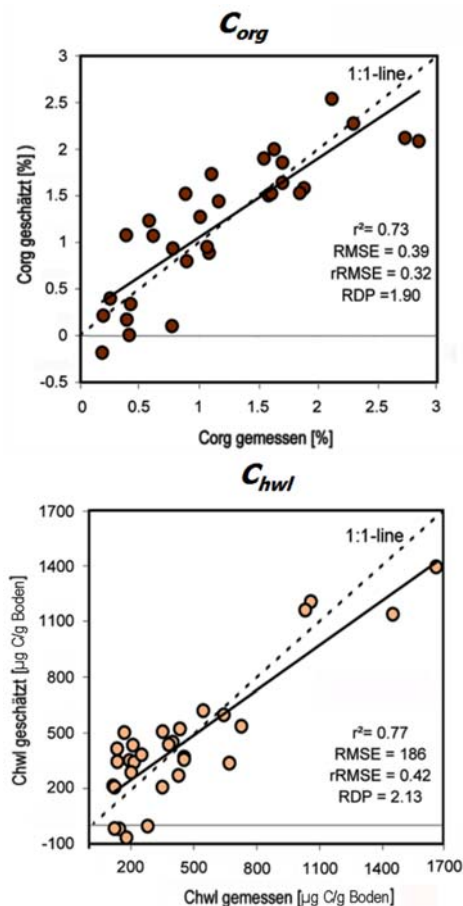 Corg
3
2.5
2
1.5
1
0.5
0
-0.5
Corg geschätzt [%])
1:1-line
r²= 0.73
RMSE = 0.39
rRMSE = 0.32
RDP =1.90
0 0.5 1 1.5 2 2.5 3
Corg gemessen [%]
Chwl
1700
1400
1100
800
500
200
-100
Chwl geschätzt [µg C/g Boden]
1:1-line
r²= 0.77
RMSE = 186
rRMSE = 0.42
RDP = 2.13
200 500 800 1100 1400 1700
Chwl gemessen [µg C/g Boden]